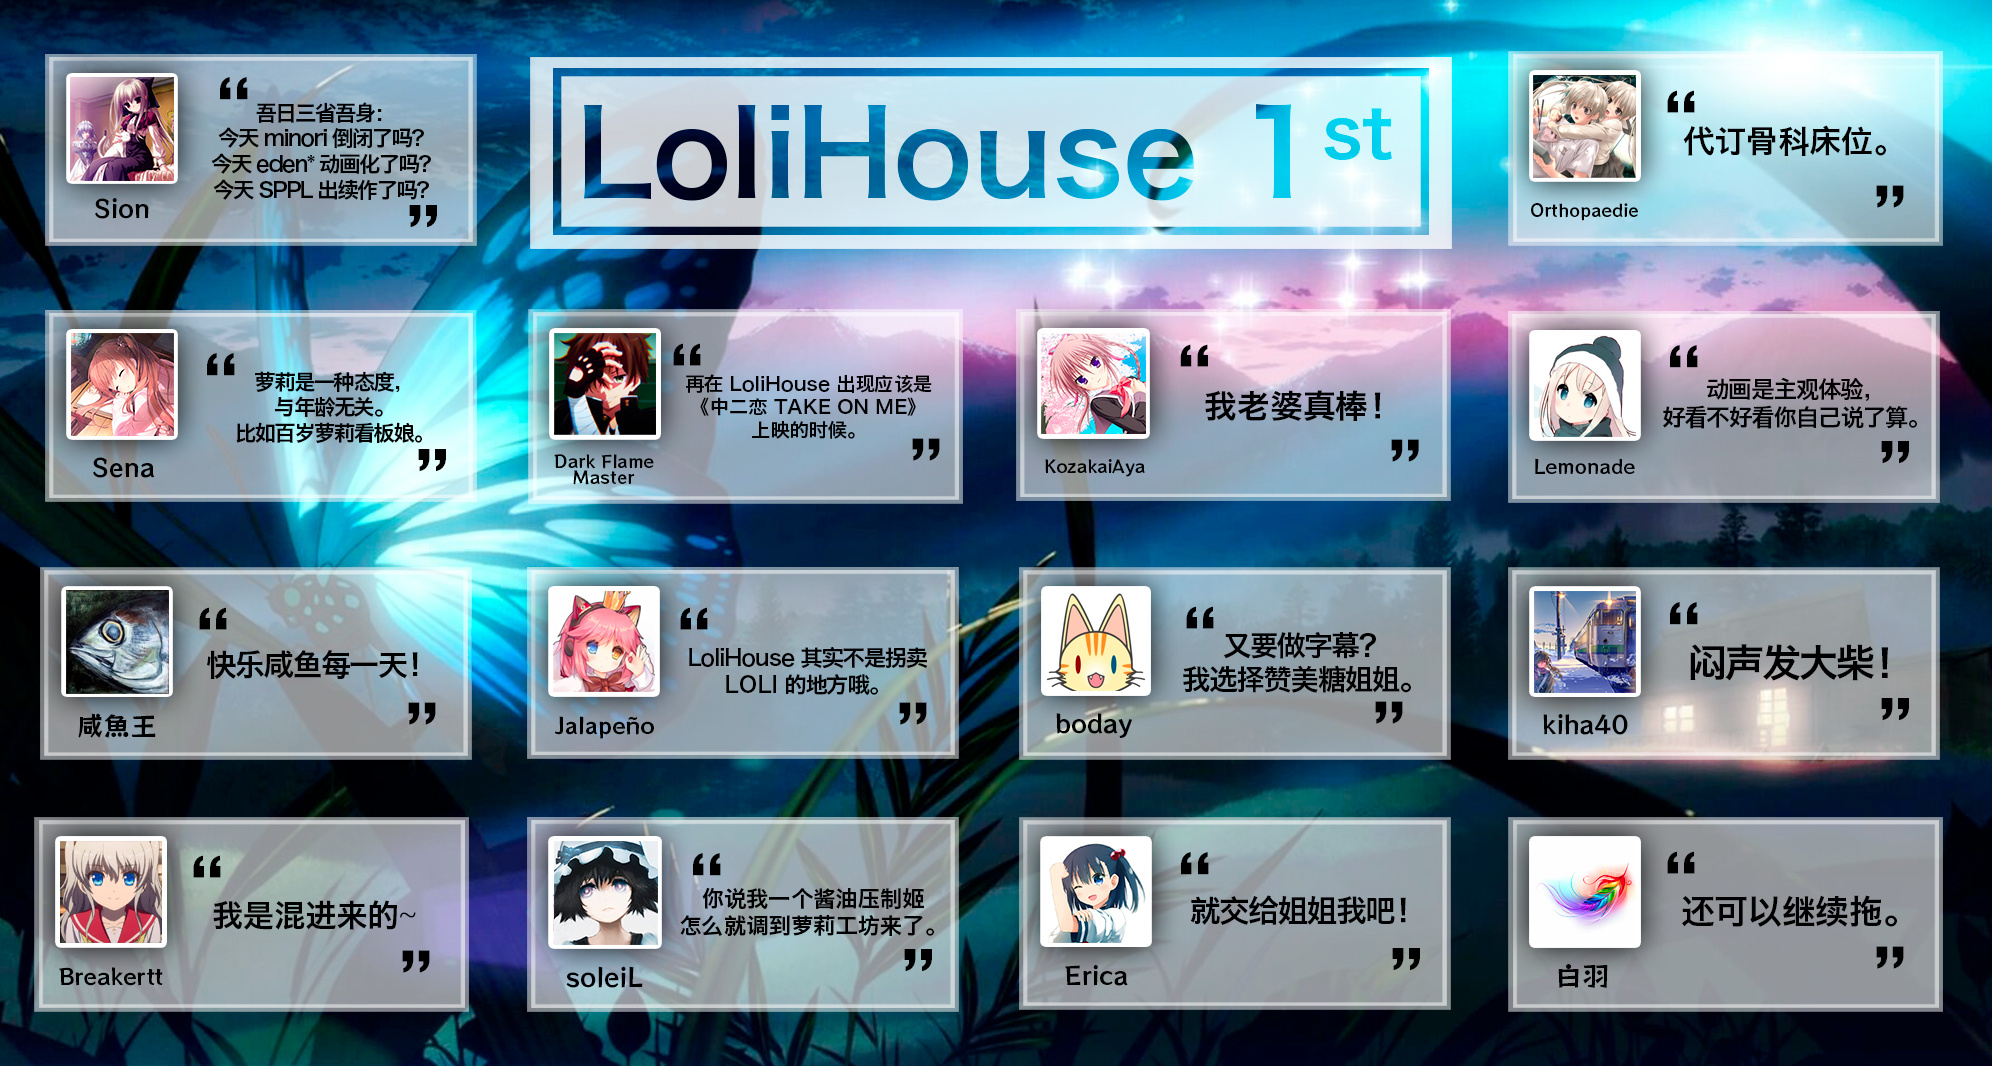 LoliHouse 1st
“
吾日三省吾身：
今天 minori 倒闭了吗？
今天 eden* 动画化了吗？
今天 SPPL 出续作了吗？
”
Sion
“
代订骨科床位。
”
Orthopaedie
“
萝莉是一种态度，
与年龄无关。
比如百岁萝莉看板娘。
”
Sena
“
再在 LoliHouse 出现应该是
《中二恋 TAKE ON ME》
上映的时候。
”
Dark Flame
Master
“
我老婆真棒！
”
KozakaiAya
“
动画是主观体验，
好看不好看你自己说了算。
”
Lemonade
“
快乐咸鱼每一天！
”
咸魚王
“
LoliHouse 其实不是拐卖
LOLI 的地方哦。
”
Jalapeño
“
又要做字幕？
我选择赞美糖姐姐。
”
boday
“
闷声发大柴！
”
kiha40
“
我是混进来的~
”
Breakertt
“
你说我一个酱油压制姬
怎么就调到萝莉工坊来了。
”
soleiL
“
就交给姐姐我吧！
”
Erica
“
还可以继续拖。
”
白羽